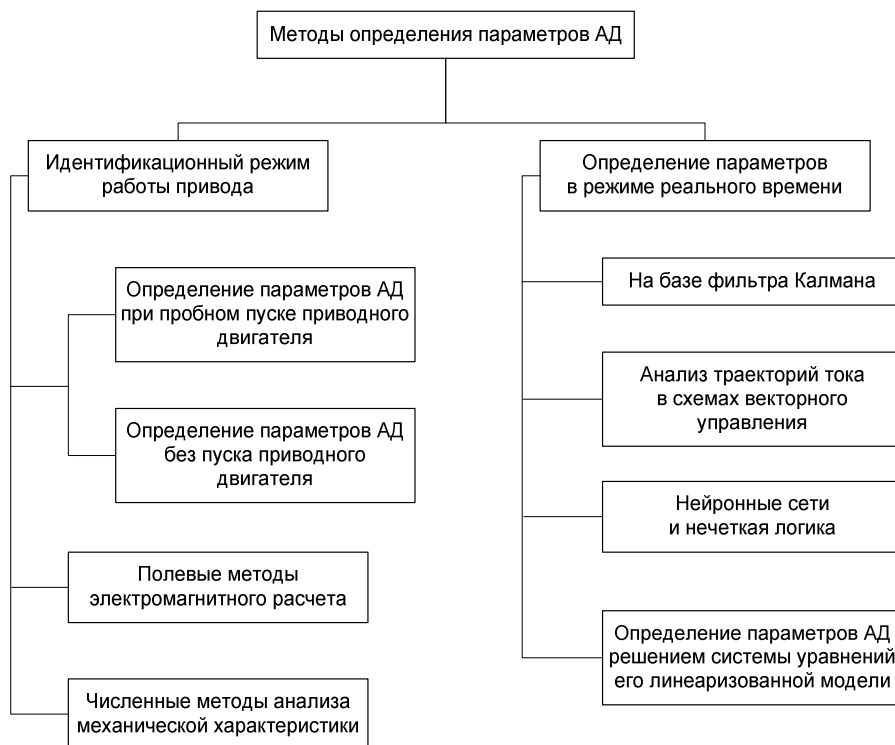 Методы определения параметров АД
Идентификационный режим
работы привода
Определение параметров АД
при пробном пуске приводного
двигателя
Определение параметров АД
без пуска приводного
двигателя
Полевые методы
электромагнитного расчета
Численные методы анализа
механической характеристики
Определение параметров
в режиме реального времени
На базе фильтра Калмана
Анализ траекторий тока
в схемах векторного
управления
Нейронные сети
и нечеткая логика
Определение параметров АД
решением системы уравнений
его линеаризованной модели